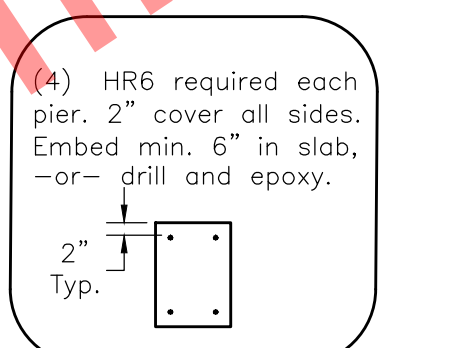 (4) HR6 required each
pier. 2" cover all sides.
Embed min. 6" in slab,
-or- drill and epoxy.
2"
Typ.